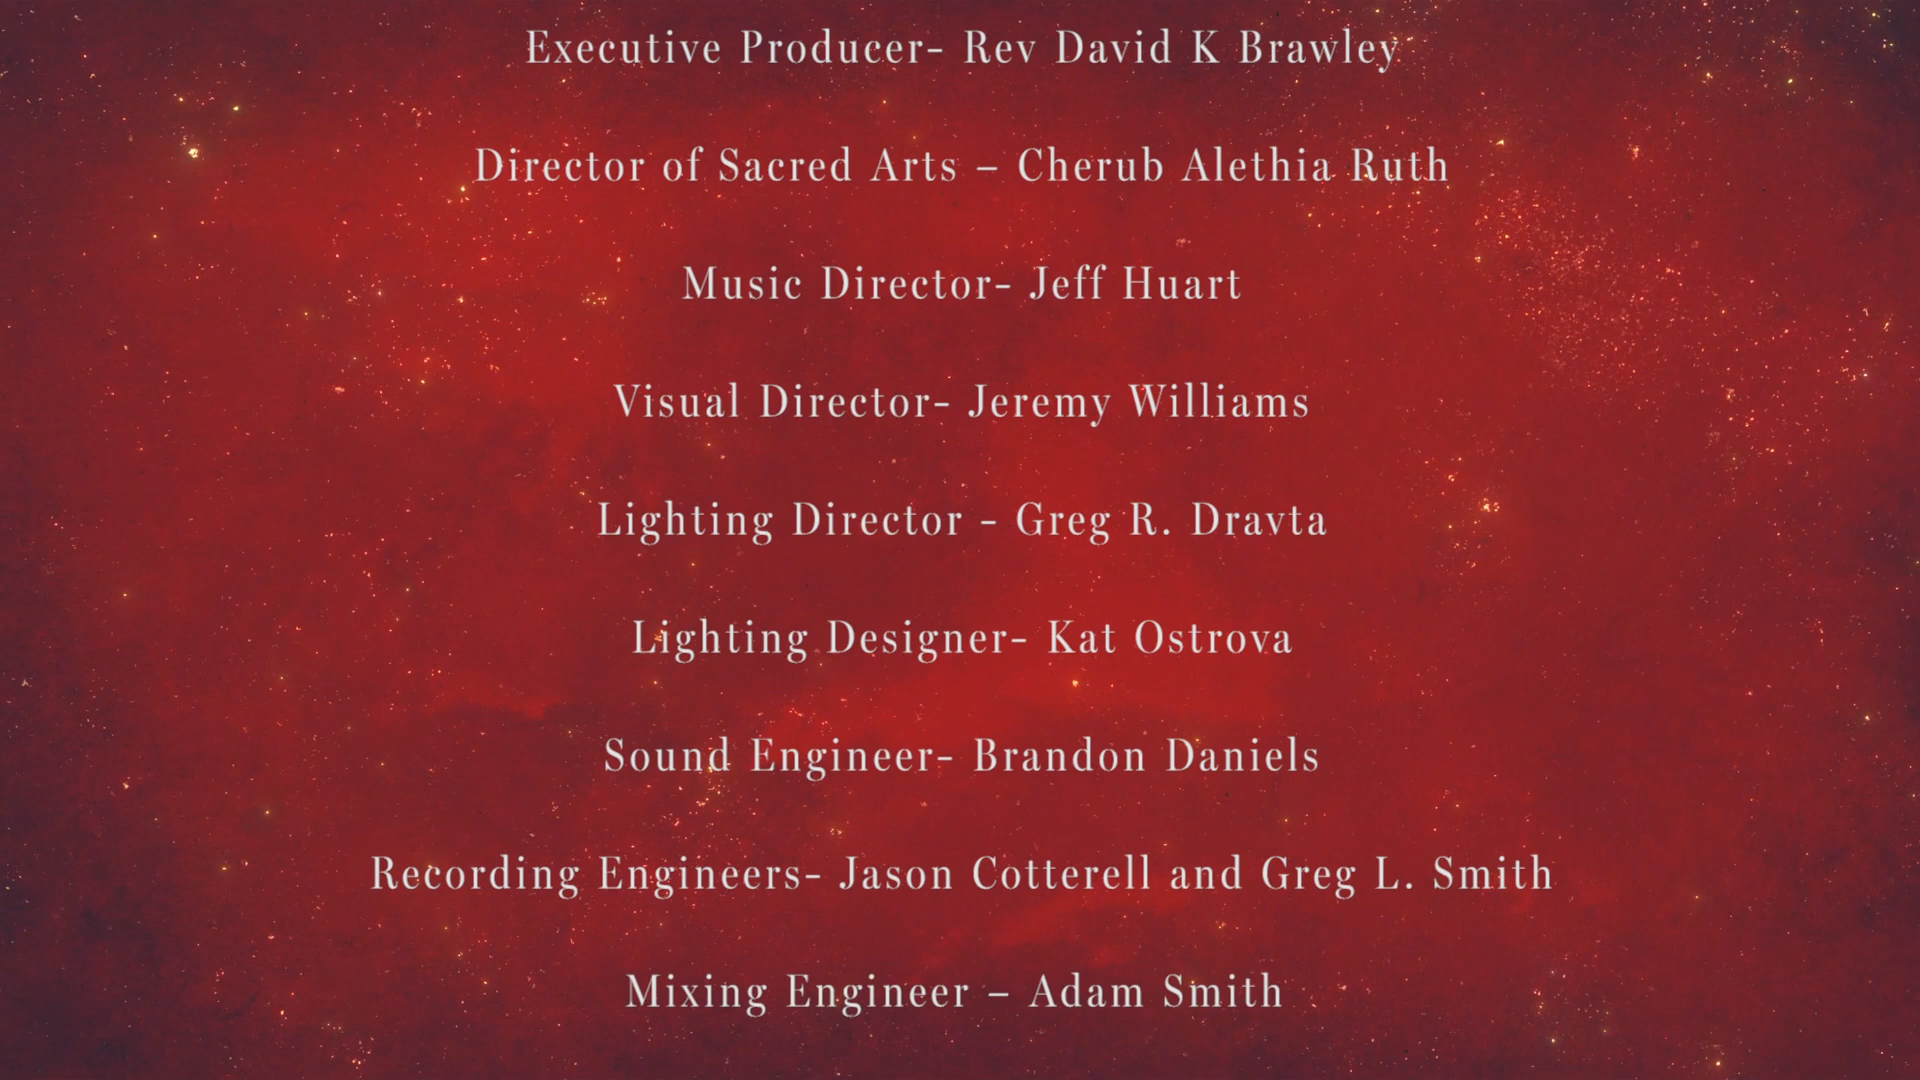 Executive Producer- Rev David K Brawley
Director of Sacred Arts – Cherub Alethia Ruth
Music Director- Jeff Huart
Visual Director- Jeremy Williams
Lighting Director - Greg R. Dravta
Lighting Designer- Kat Ostrova
Sound Engineer- Brandon Daniels
Recording Engineers- Jason Cotterell and Greg L. Smith
Mixing Engineer – Adam Smith